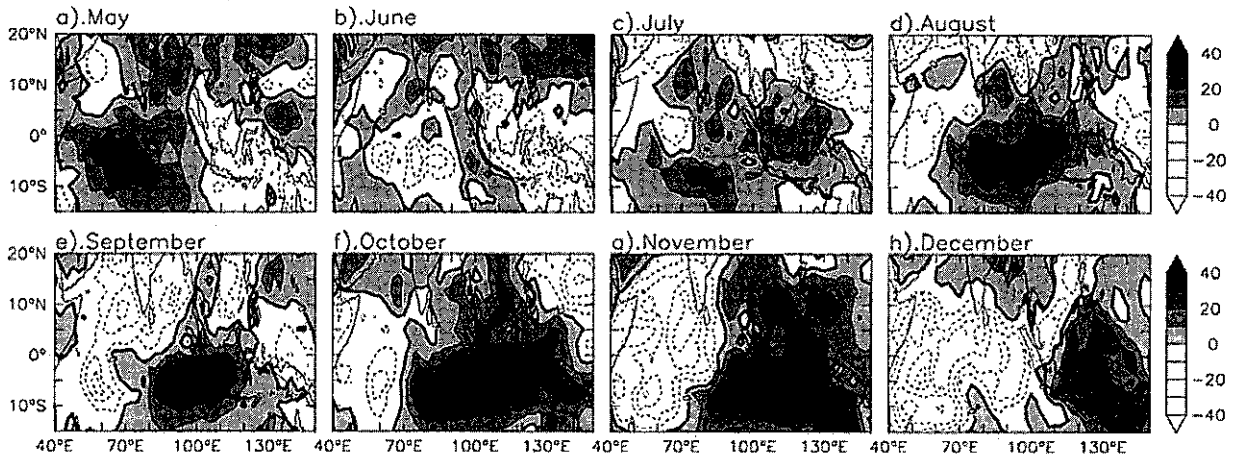 a).May b).June c).July d).August
20°N
10°N
0°
10°S
40
20
0
-20
-40
e).September f).October a).November h).December
20°N
10°N
0°
10°S
40
20
0
-20
-40
40°E 70°E 100°E 130°E 40°E 70°E 100°E 130°E 40°E 70°E 100°E 130°E 40°E 70°E 100°E 130°E